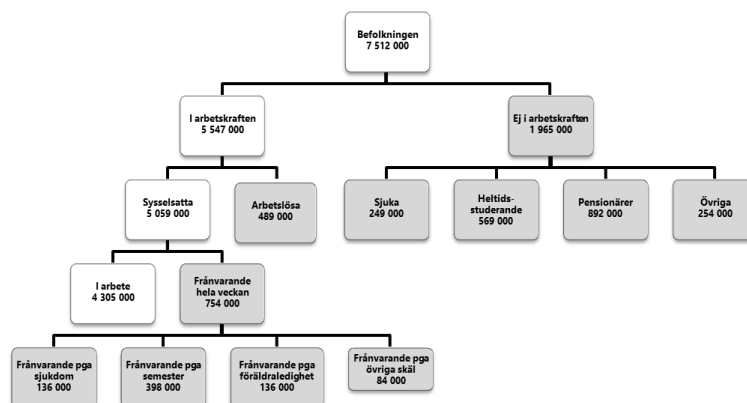 Befolkningen
7 512 000
I arbetskraften
5 547 000
Ej i arbetskraften
1 965 000
Sysselsatta
5 059 000
Arbetslösa
489 000
Sjuka
249 000
Heltids-
studerande
569 000
Pensionärer
892 000
Övriga
254 000
I arbete
4 305 000
Frånvarande
hela veckan
754 000
Frånvarande pga
sjukdom
136 000
Frånvarande pga
semester
398 000
Frånvarande pga
föräldraledighet
136 000
Frånvarande pga
övriga skäl
84 000